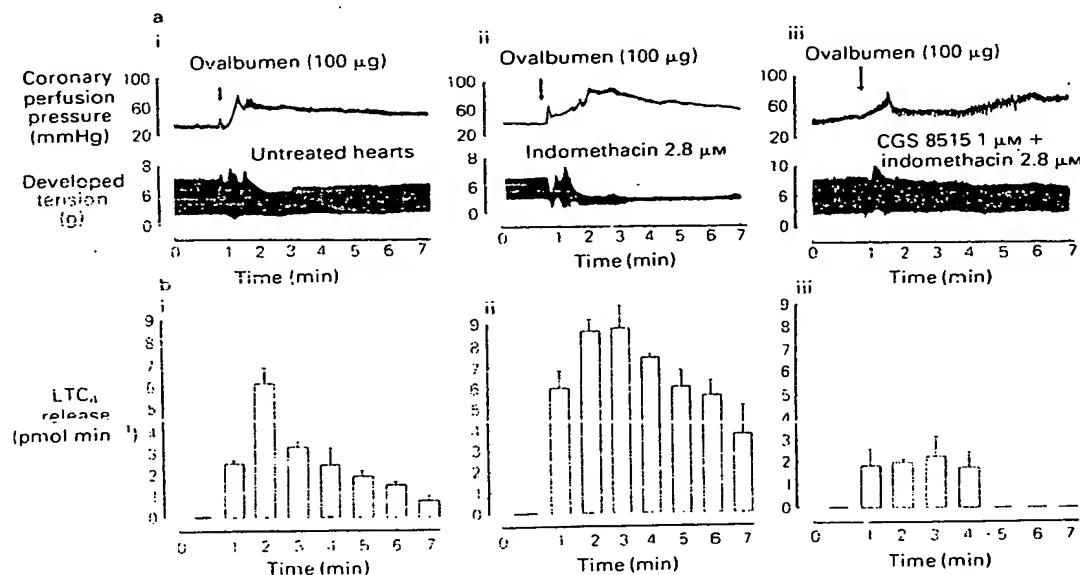 a
i
Ovalbumen (100 μg)
Coronary
perfusion
pressure
(mmHg)
100
60
20
Untreated hearts
Developed
tension
(g)
8
6
0
0 1 2 3 4 5 6 7
Time (min)
ii
Ovalbumen (100 μg)
100
60
20
Indomethacin 2.8 μM
8
6
0
0 1 2 3 4 5 6 7
Time (min)
iii
Ovalbumen (100 μg)
100
60
20
CGS 8515 1 μM +
indomethacin 2.8 μM
10
6
0
0 1 2 3 4 5 6 7
Time (min)
b
i
LTC₄
release
(pmol min⁻¹)
9
8
7
6
5
4
3
2
1
0
0 1 2 3 4 5 6 7
Time (min)
ii
9
8
7
6
5
4
3
2
1
0
0 1 2 3 4 5 6 7
Time (min)
iii
9
8
7
6
5
4
3
2
1
0
0 1 2 3 4 5 6 7
Time (min)